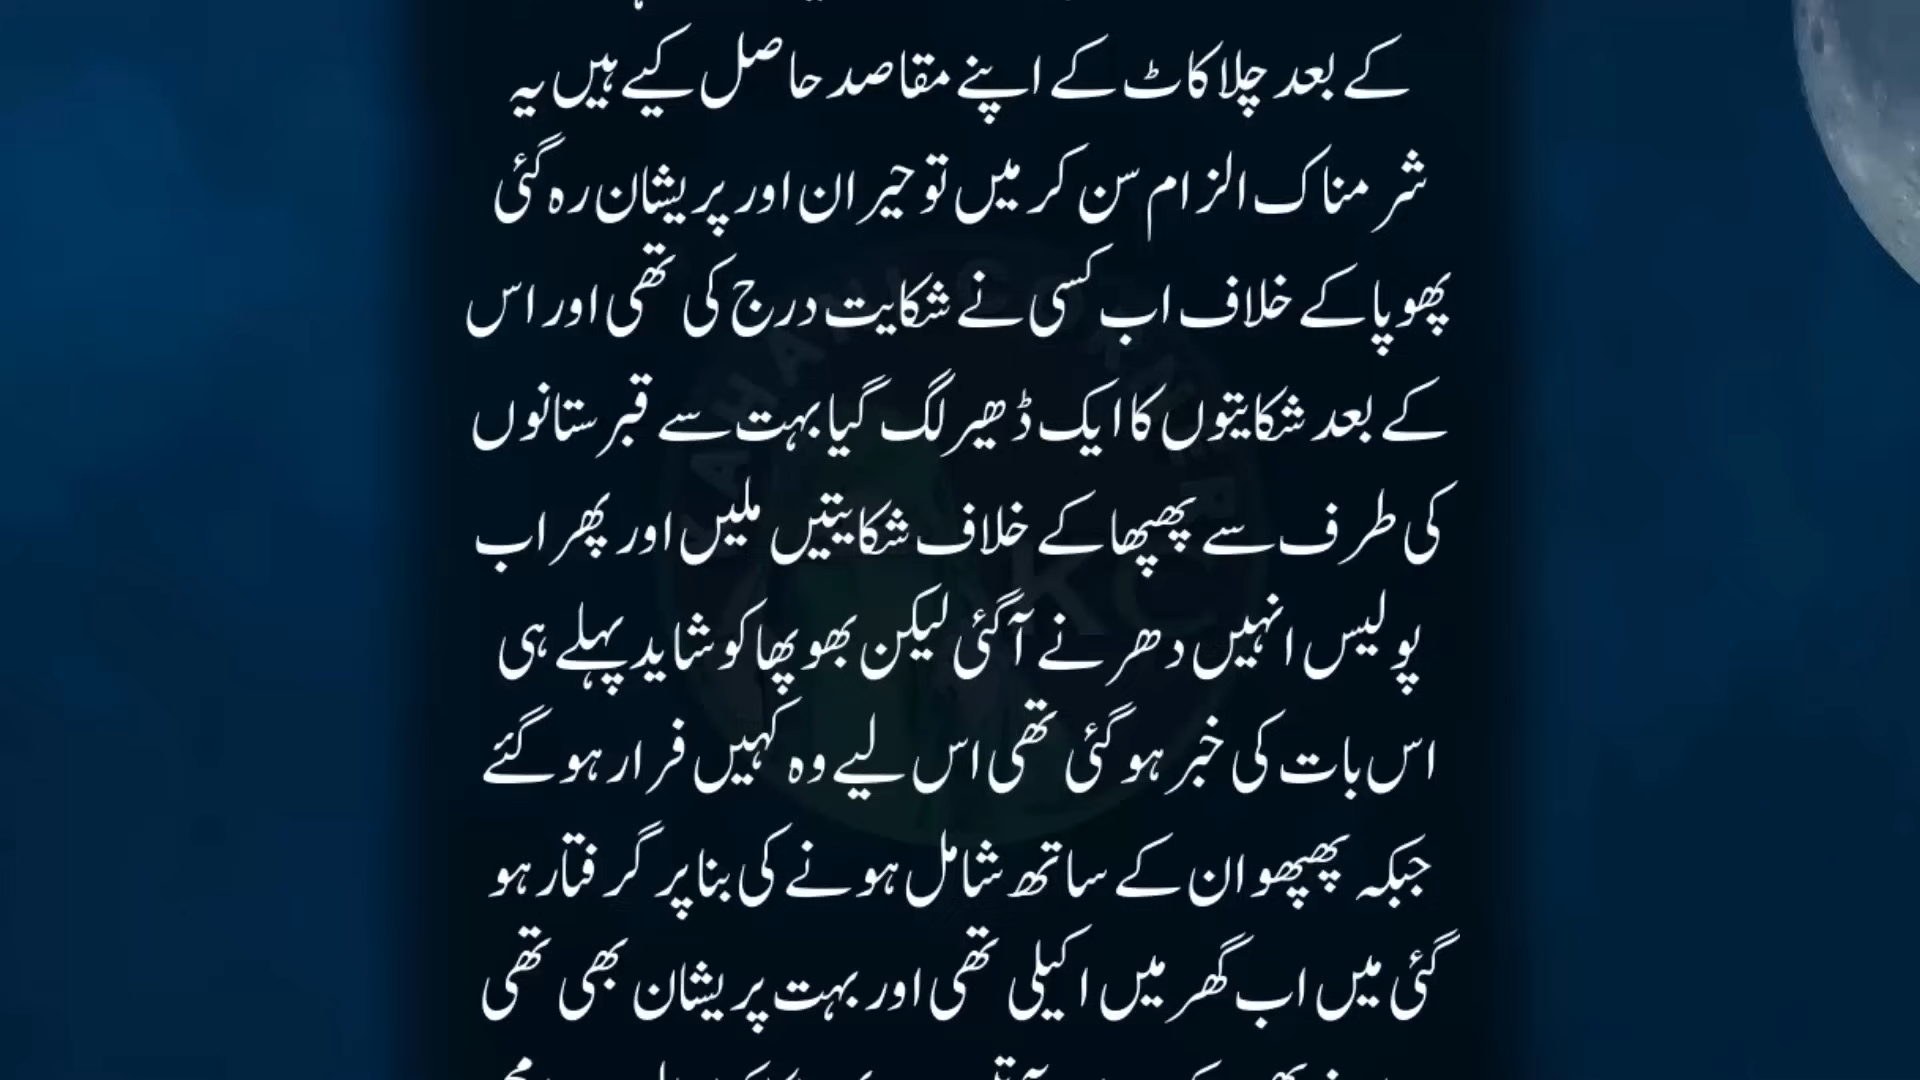 کے بعد چلا کاٹ کے اپنے مقاصد حاصل کیے ہیں یہ
شرمناک الزام سن کر میں تو حیران اور پریشان رہ گئی
پھوپا کے خلاف اب کسی نے شکایت درج کی تھی اور اس
کے بعد شکایتوں کا ایک ڈھیر لگ گیا بہت سے قبرستانوں
کی طرف سے پھپھا کے خلاف شکایتیں ملیں اور پھر اب
پولیس انہیں دھرنے آگئی لیکن بھوپھا کو شاید پہلے ہی
اس بات کی خبر ہو گئی تھی اس لیے وہ کہیں فرار ہو گئے
جبکہ پھپھو ان کے ساتھ شامل ہونے کی بنا پر گرفتار ہو
گئی میں اب گھر میں اکیلی تھی اور بہت پریشان بھی تھی
KAHANI CORNER
KC